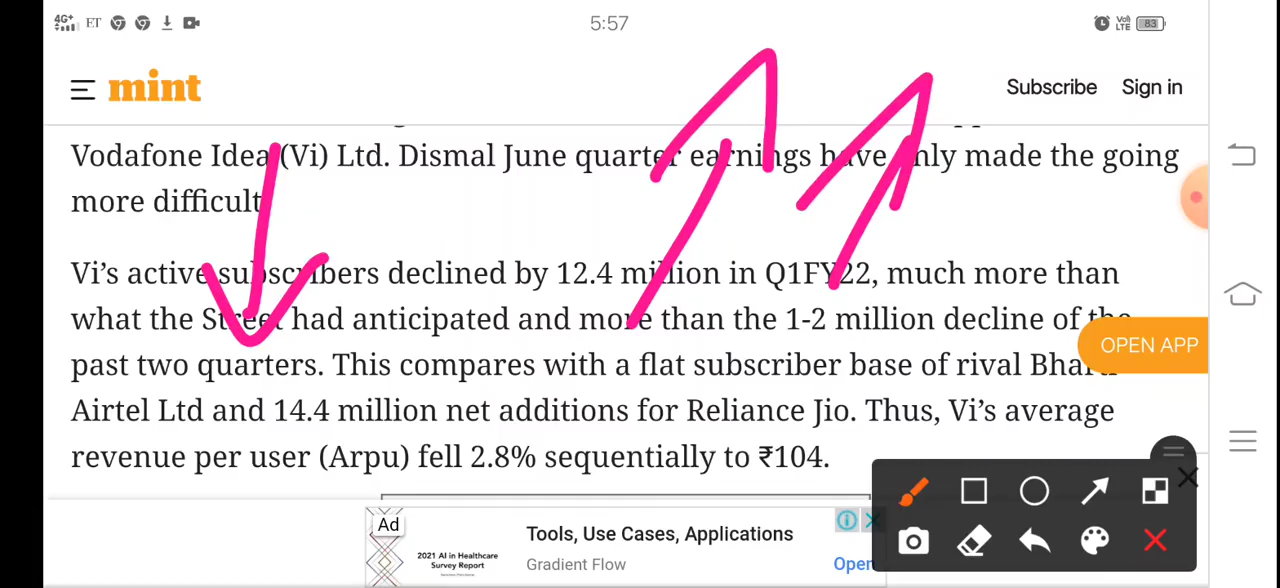 4G+ ET 5:57 Vo) LTE 83
mint Subscribe Sign in
Vodafone Idea (Vi) Ltd. Dismal June quarter earnings have only made the going
more difficult.
Vi's active subscribers declined by 12.4 million in Q1FY22, much more than
what the Street had anticipated and more than the 1-2 million decline of the
past two quarters. This compares with a flat subscriber base of rival Bharti
OPEN APP
Airtel Ltd and 14.4 million net additions for Reliance Jio. Thus, Vi's average
revenue per user (Arpu) fell 2.8% sequentially to ₹104.
Ad
2021 AI in Healthcare
Survey Report
Tools, Use Cases, Applications
Gradient Flow
Open